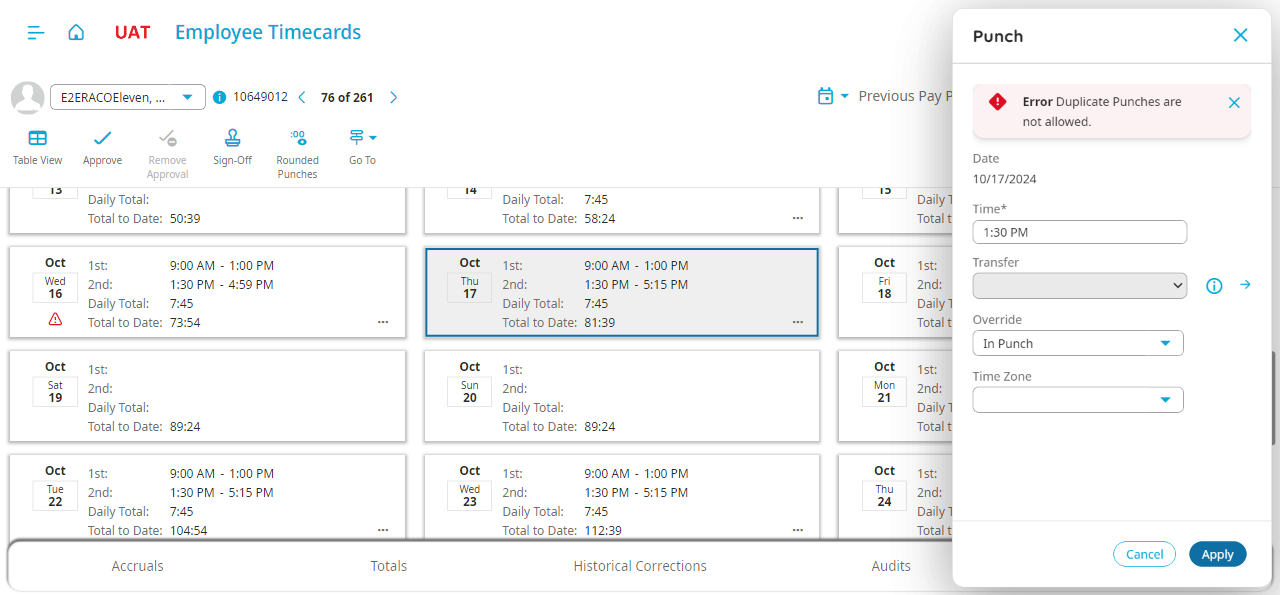 UAT Employee Timecards
E2ERACOEleven, ... 10649012 76 of 261 Previous Pay P
Table View Approve Remove Approval Sign-Off :00 Rounded Punches Go To
13
Daily Total:
Total to Date: 50:39
14
Daily Total: 7:45
Total to Date: 58:24 ...
15
Daily T
Total t
Oct
Wed
16
1st: 9:00 AM - 1:00 PM
2nd: 1:30 PM - 4:59 PM
Daily Total: 7:45
Total to Date: 73:54 ...
Oct
Thu
17
1st: 9:00 AM - 1:00 PM
2nd: 1:30 PM - 5:15 PM
Daily Total: 7:45
Total to Date: 81:39 ...
Oct
Fri
18
1st:
2nd:
Daily T
Total t
Oct
Sat
19
1st:
2nd:
Daily Total:
Total to Date: 89:24
Oct
Sun
20
1st:
2nd:
Daily Total:
Total to Date: 89:24
Oct
Mon
21
1st:
2nd:
Daily T
Total t
Oct
Tue
22
1st: 9:00 AM - 1:00 PM
2nd: 1:30 PM - 5:15 PM
Daily Total: 7:45
Total to Date: 104:54 ...
Oct
Wed
23
1st: 9:00 AM - 1:00 PM
2nd: 1:30 PM - 5:15 PM
Daily Total: 7:45
Total to Date: 112:39 ...
Oct
Thu
24
1st:
2nd:
Daily T
Total t
Accruals Totals Historical Corrections Audits
Punch
Error Duplicate Punches are
not allowed.
Date
10/17/2024
Time*
1:30 PM
Transfer
Override
In Punch
Time Zone
Cancel Apply